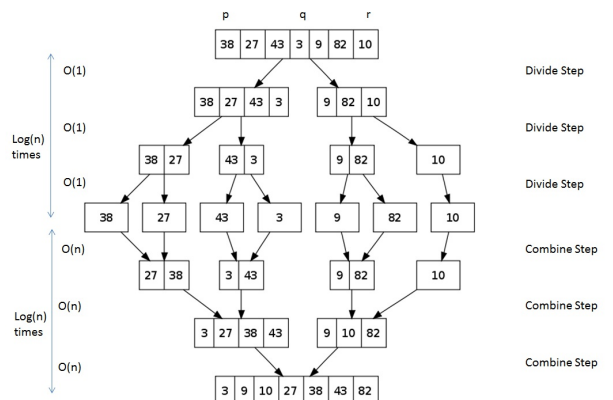 p q r
38 27 43 3 9 82 10
O(1) Divide Step
38 27 43 3 9 82 10
O(1) Divide Step
Log(n)
times
38 27 43 3 9 82 10
O(1) Divide Step
38 27 43 3 9 82 10
O(n) Combine Step
27 38 3 43 9 82 10
O(n) Combine Step
Log(n)
times
3 27 38 43 9 10 82
O(n) Combine Step
3 9 10 27 38 43 82